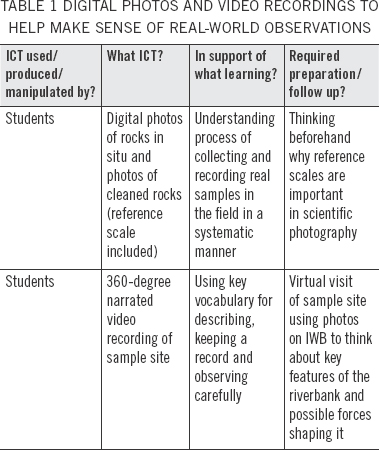 TABLE 1 DIGITAL PHOTOS AND VIDEO RECORDINGS TO
HELP MAKE SENSE OF REAL-WORLD OBSERVATIONS
ICT used/
produced/
manipulated by?
What ICT?
In support of
what learning?
Required
preparation/
follow up?
Students
Digital photos
of rocks in
situ and
photos of
cleaned rocks
(reference
scale
included)
Understanding
process of
collecting and
recording real
samples in
the field in a
systematic
manner
Thinking
beforehand
why reference
scales are
important
in scientific
photography
Students
360-degree
narrated
video
recording of
sample site
Using key
vocabulary for
describing,
keeping a
record and
observing
carefully
Virtual visit
of sample site
using photos
on IWB to think
about key
features of the
riverbank and
possible forces
shaping it